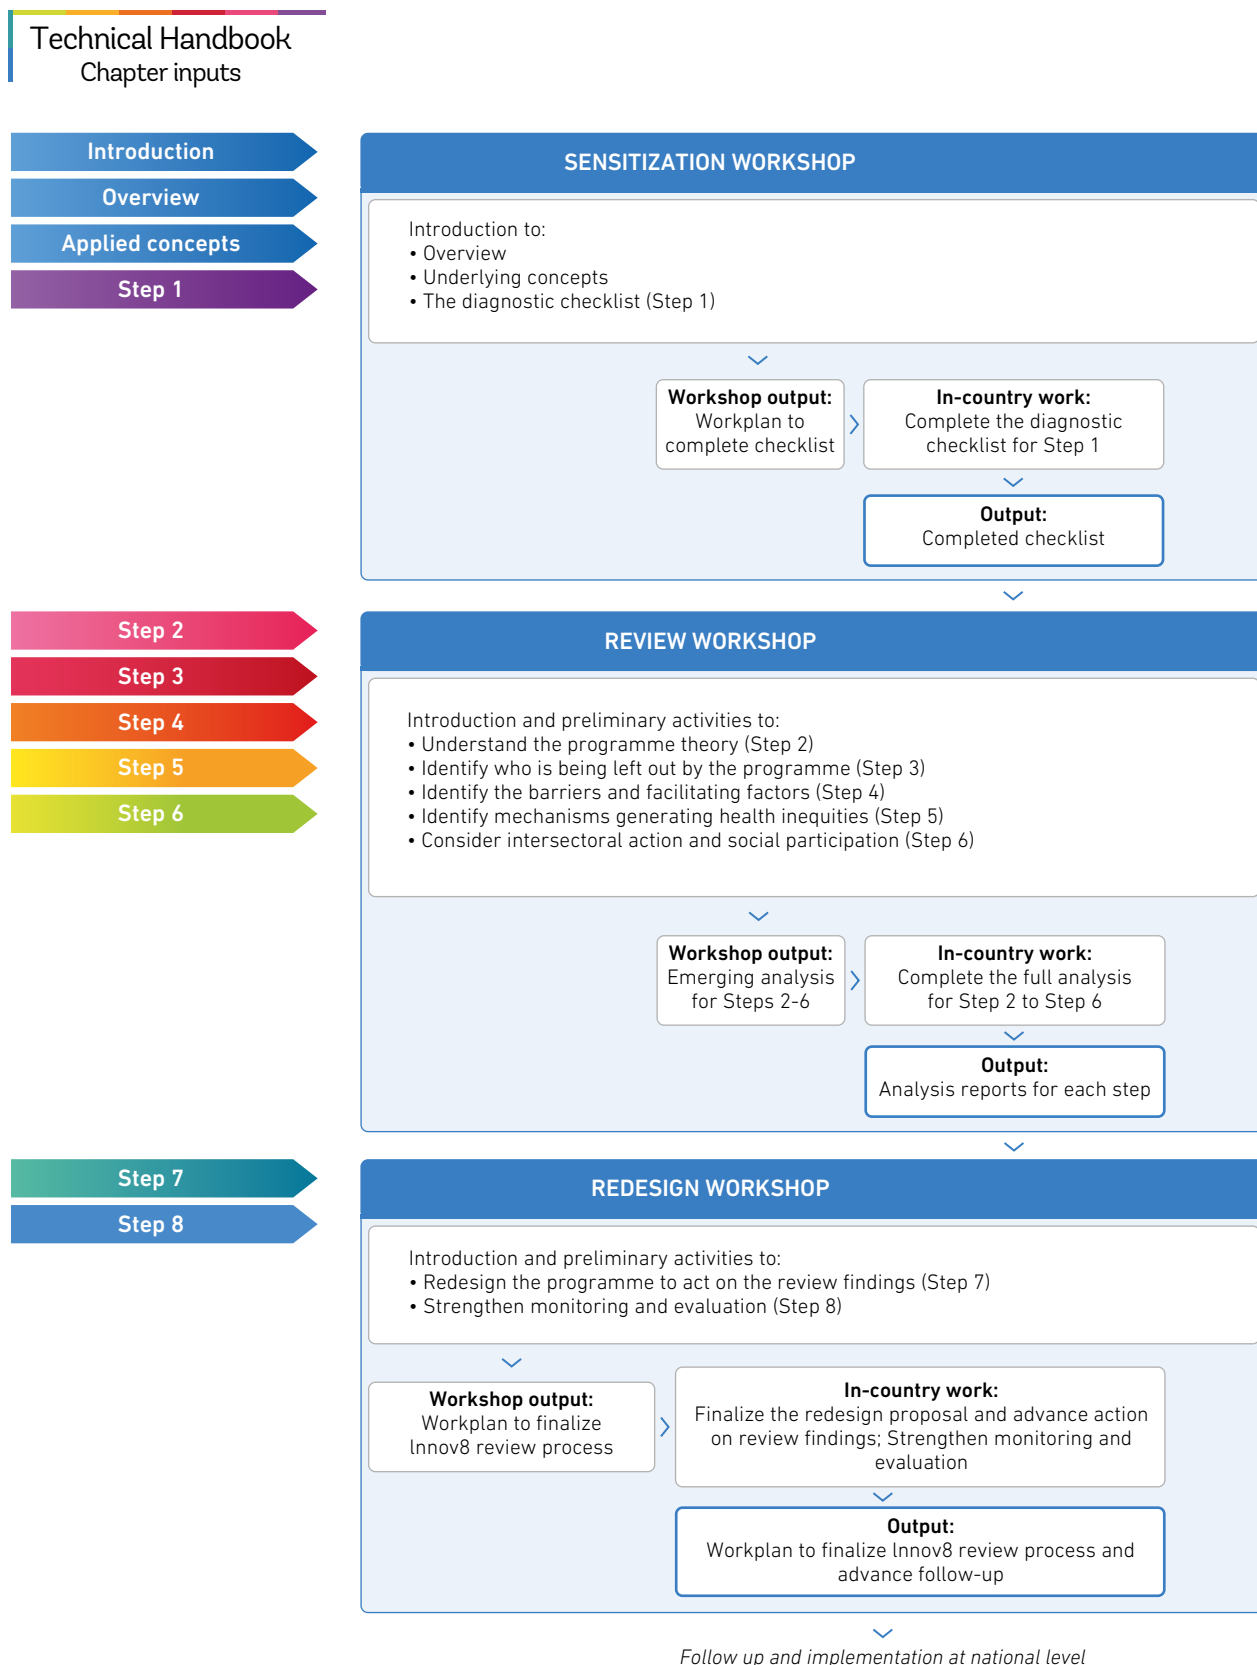 Technical Handbook
Chapter inputs
Introduction
Overview
Applied concepts
Step 1
SENSITIZATION WORKSHOP
Introduction to:
• Overview
• Underlying concepts
• The diagnostic checklist (Step 1)
Workshop output:
Workplan to
complete checklist
In-country work:
Complete the diagnostic
checklist for Step 1
Output:
Completed checklist
Step 2
Step 3
Step 4
Step 5
Step 6
REVIEW WORKSHOP
Introduction and preliminary activities to:
• Understand the programme theory (Step 2)
• Identify who is being left out by the programme (Step 3)
• Identify the barriers and facilitating factors (Step 4)
• Identify mechanisms generating health inequities (Step 5)
• Consider intersectoral action and social participation (Step 6)
Workshop output:
Emerging analysis
for Steps 2-6
In-country work:
Complete the full analysis
for Step 2 to Step 6
Output:
Analysis reports for each step
Step 7
Step 8
REDESIGN WORKSHOP
Introduction and preliminary activities to:
• Redesign the programme to act on the review findings (Step 7)
• Strengthen monitoring and evaluation (Step 8)
Workshop output:
Workplan to finalize
Innov8 review process
In-country work:
Finalize the redesign proposal and advance action
on review findings; Strengthen monitoring and
evaluation
Output:
Workplan to finalize Innov8 review process and
advance follow-up
Follow up and implementation at national level